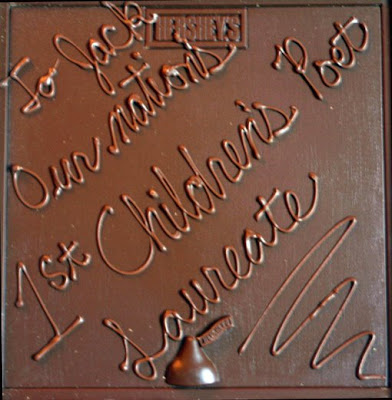 HERSHEY'S
To Jack
Our nation's
1st Children's Poet
Laureate